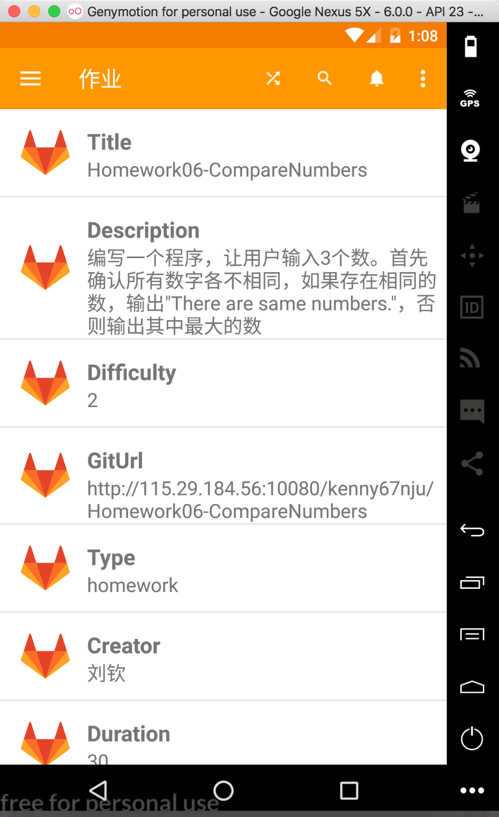 Genymotion for personal use - Google Nexus 5X - 6.0.0 - API 23 -...
1:08
作业
GPS
Title
Homework06-CompareNumbers
Description
编写一个程序，让用户输入3个数。首先
确认所有数字各不相同，如果存在相同的
数，输出"There are same numbers."，否
则输出其中最大的数
ID
Difficulty
2
GitUrl
http://115.29.184.56:10080/kenny67nju/
Homework06-CompareNumbers
Type
homework
Creator
刘钦
Duration
30
free for personal use